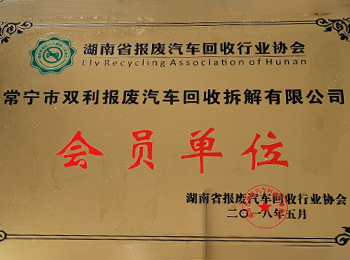 湖南省报废汽车回收行业协会
Elv Recycling Association of Hunan
常宁市双利报废汽车回收拆解有限公司
会员单位
湖南省报废汽车回收行业协会
二〇一八年五月